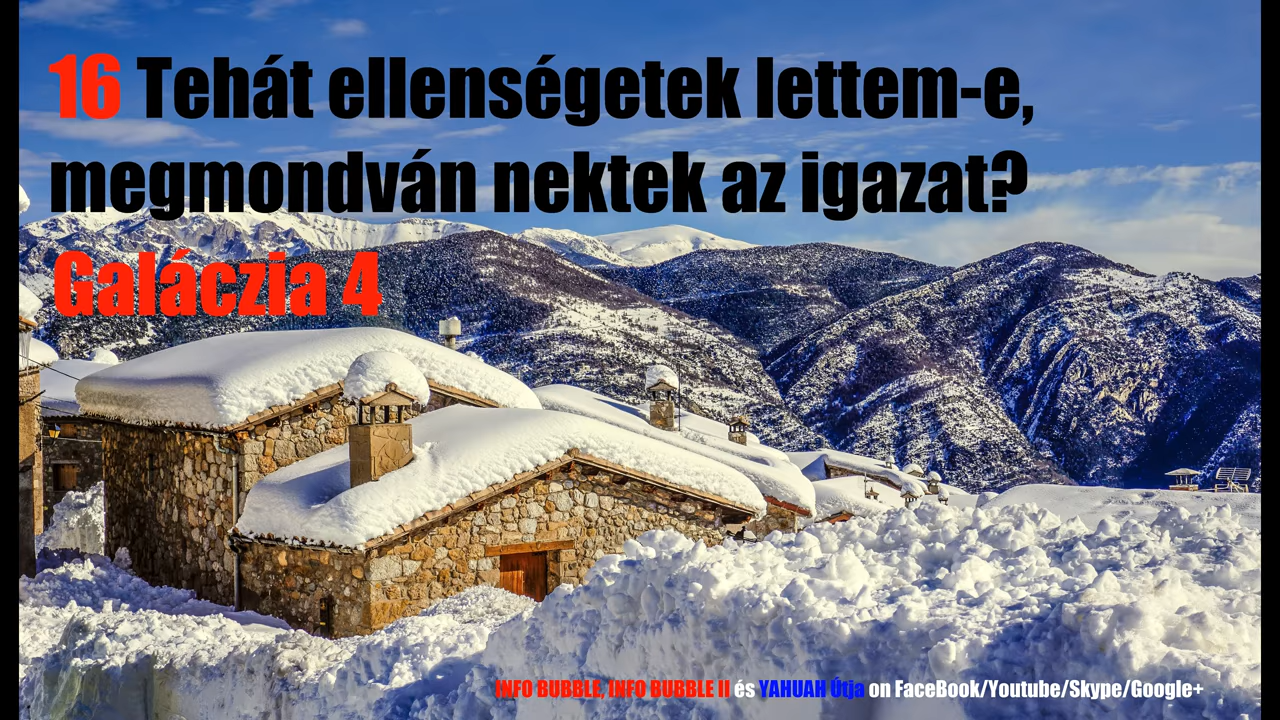 16 Tehát ellenségetek lettem-e,
megmondván nektek az igazat?
Galáczia 4
INFO BUBBLE, INFO BUBBLE II és YAHUAH Útja on FaceBook/Youtube/Skype/Google+